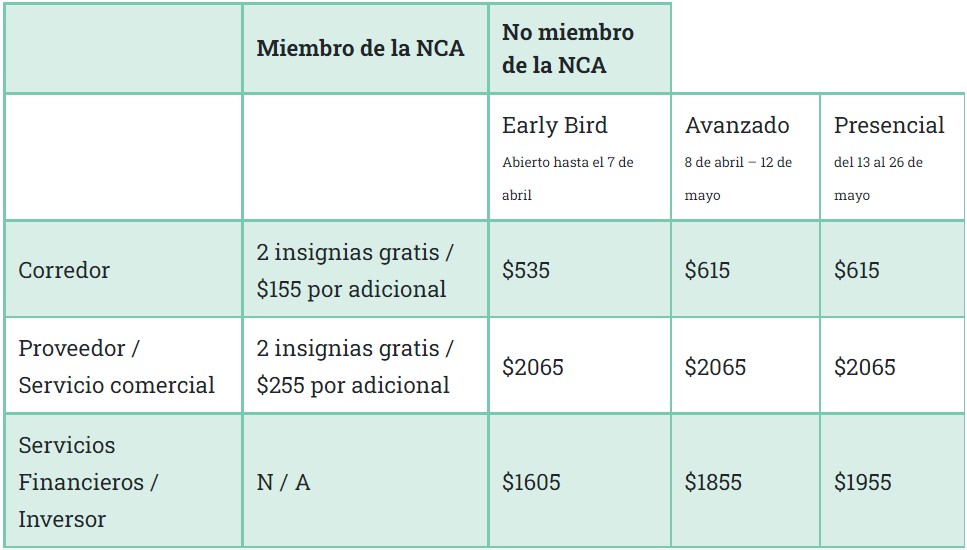 Miembro de la NCA
No miembro
de la NCA
Early Bird
Abierto hasta el 7 de
abril
Avanzado
8 de abril – 12 de
mayo
Presencial
del 13 al 26 de
mayo
Corredor
2 insignias gratis /
$155 por adicional
$535
$615
$615
Proveedor /
Servicio comercial
2 insignias gratis /
$255 por adicional
$2065
$2065
$2065
Servicios
Financieros /
Inversor
N / A
$1605
$1855
$1955